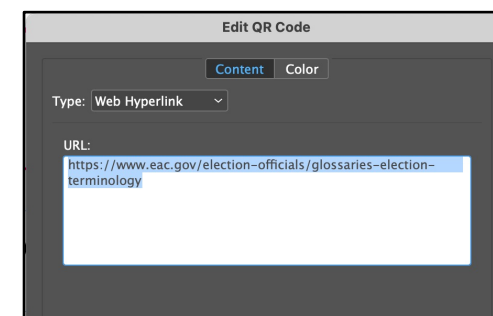 Edit QR Code
Content Color
Type: Web Hyperlink
URL:
https://www.eac.gov/election-officials/glossaries-election-
terminology